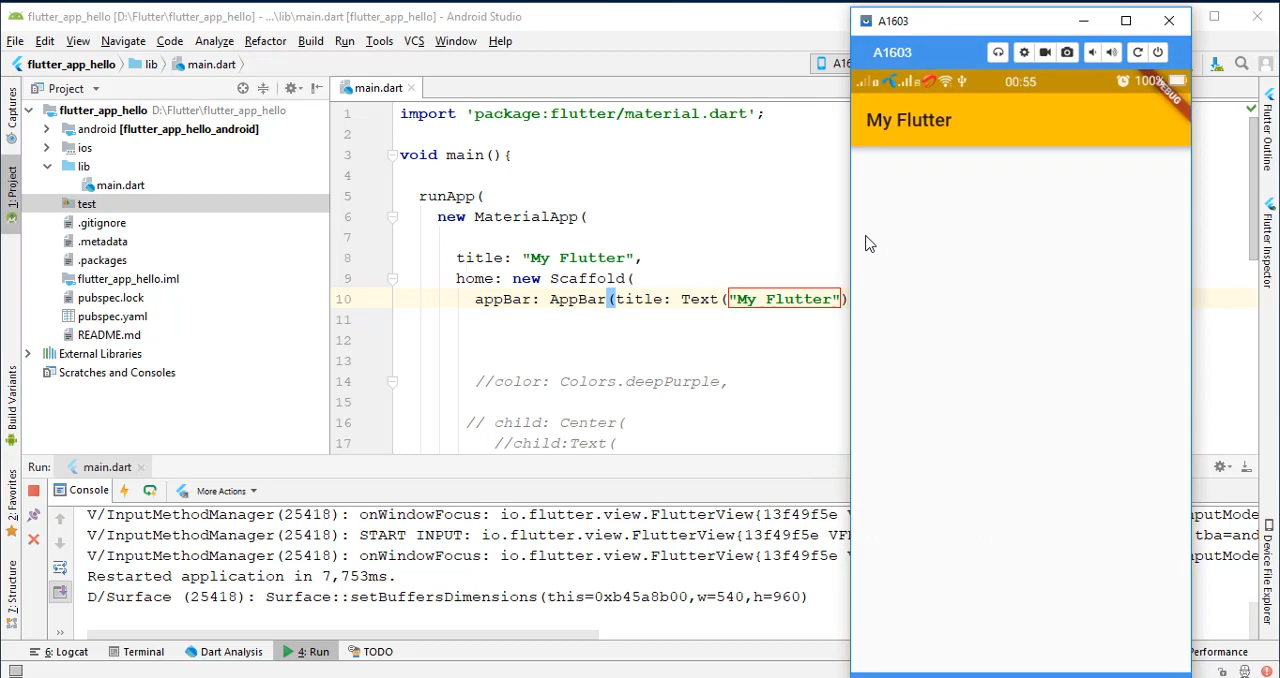 flutter_app_hello [D:\Flutter\flutter_app_hello] - ...\lib\main.dart [flutter_app_hello] - Android Studio
File Edit View Navigate Code Analyze Refactor Build Run Tools VCS Window Help
flutter_app_hello lib main.dart A16
Project
main.dart
flutter_app_hello D:\Flutter\flutter_app_hello
android [flutter_app_hello_android]
ios
lib
main.dart
test
.gitignore
.metadata
.packages
flutter_app_hello.iml
pubspec.lock
pubspec.yaml
README.md
External Libraries
Scratches and Consoles
Captures
1: Project
Build Variants
2: Favorites
7: Structure
1 import 'package:flutter/material.dart';
2
3 void main(){
4
5 runApp(
6 new MaterialApp(
7
8 title: "My Flutter",
9 home: new Scaffold(
10 appBar: AppBar(title: Text("My Flutter")
11
12
13
14 //color: Colors.deepPurple,
15
16 // child: Center(
17 //child:Text(
A1603
A1603
00:55
100%
DEBUG
My Flutter
Flutter Outline
Flutter Inspector
Device File Explorer
Run: main.dart
Console More Actions
V/InputMethodManager(25418): onWindowFocus: io.flutter.view.FlutterView{13f49f5e V nputMode
V/InputMethodManager(25418): START INPUT: io.flutter.view.FlutterView{13f49f5e VF tba=and
V/InputMethodManager(25418): onWindowFocus: io.flutter.view.FlutterView{13f49f5e V nputMode
Restarted application in 7,753ms.
D/Surface (25418): Surface::setBuffersDimensions(this=0xb45a8b00,w=540,h=960)
6: Logcat Terminal Dart Analysis 4: Run TODO Performance